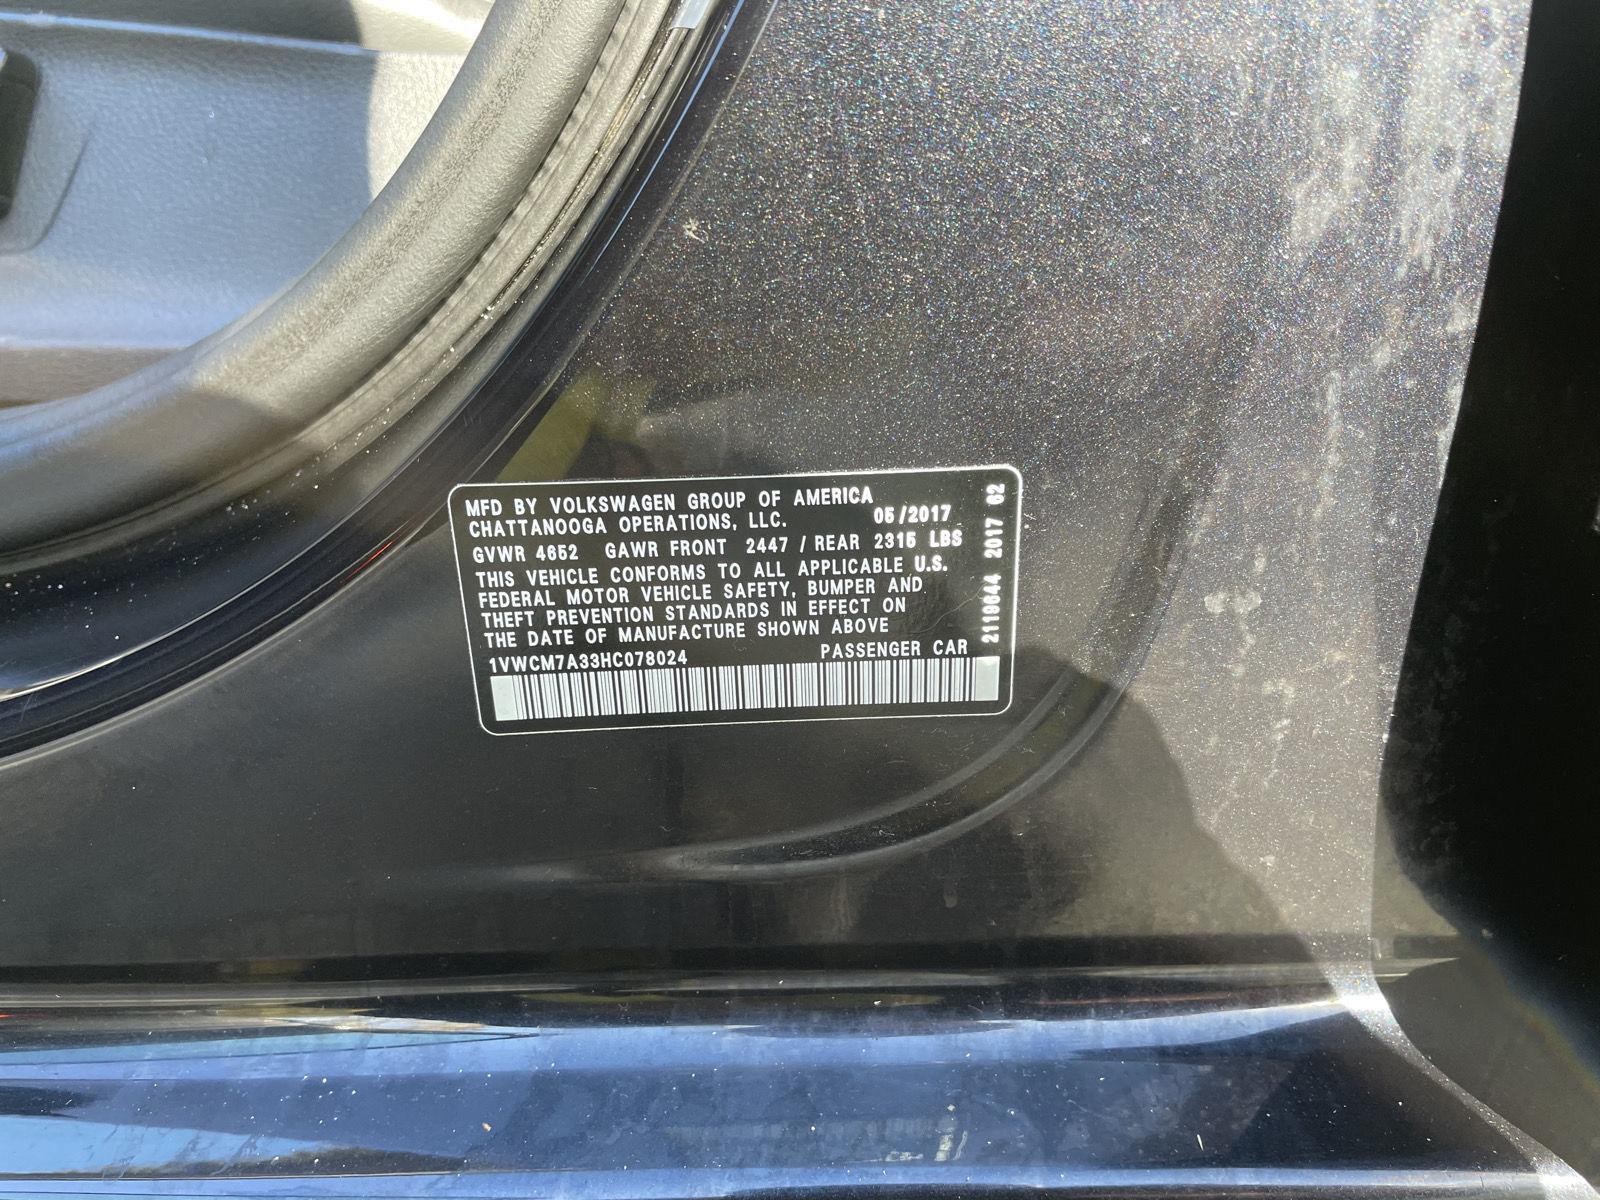 MFD BY VOLKSWAGEN GROUP OF AMERICA
CHATTANOOGA OPERATIONS, LLC. 05/2017
GVWR 4652 GAWR FRONT 2447 / REAR 2315 LBS
THIS VEHICLE CONFORMS TO ALL APPLICABLE U.S.
FEDERAL MOTOR VEHICLE SAFETY, BUMPER AND
THEFT PREVENTION STANDARDS IN EFFECT ON
THE DATE OF MANUFACTURE SHOWN ABOVE
1VWCM7A33HC078024 PASSENGER CAR
2119644 2017 62